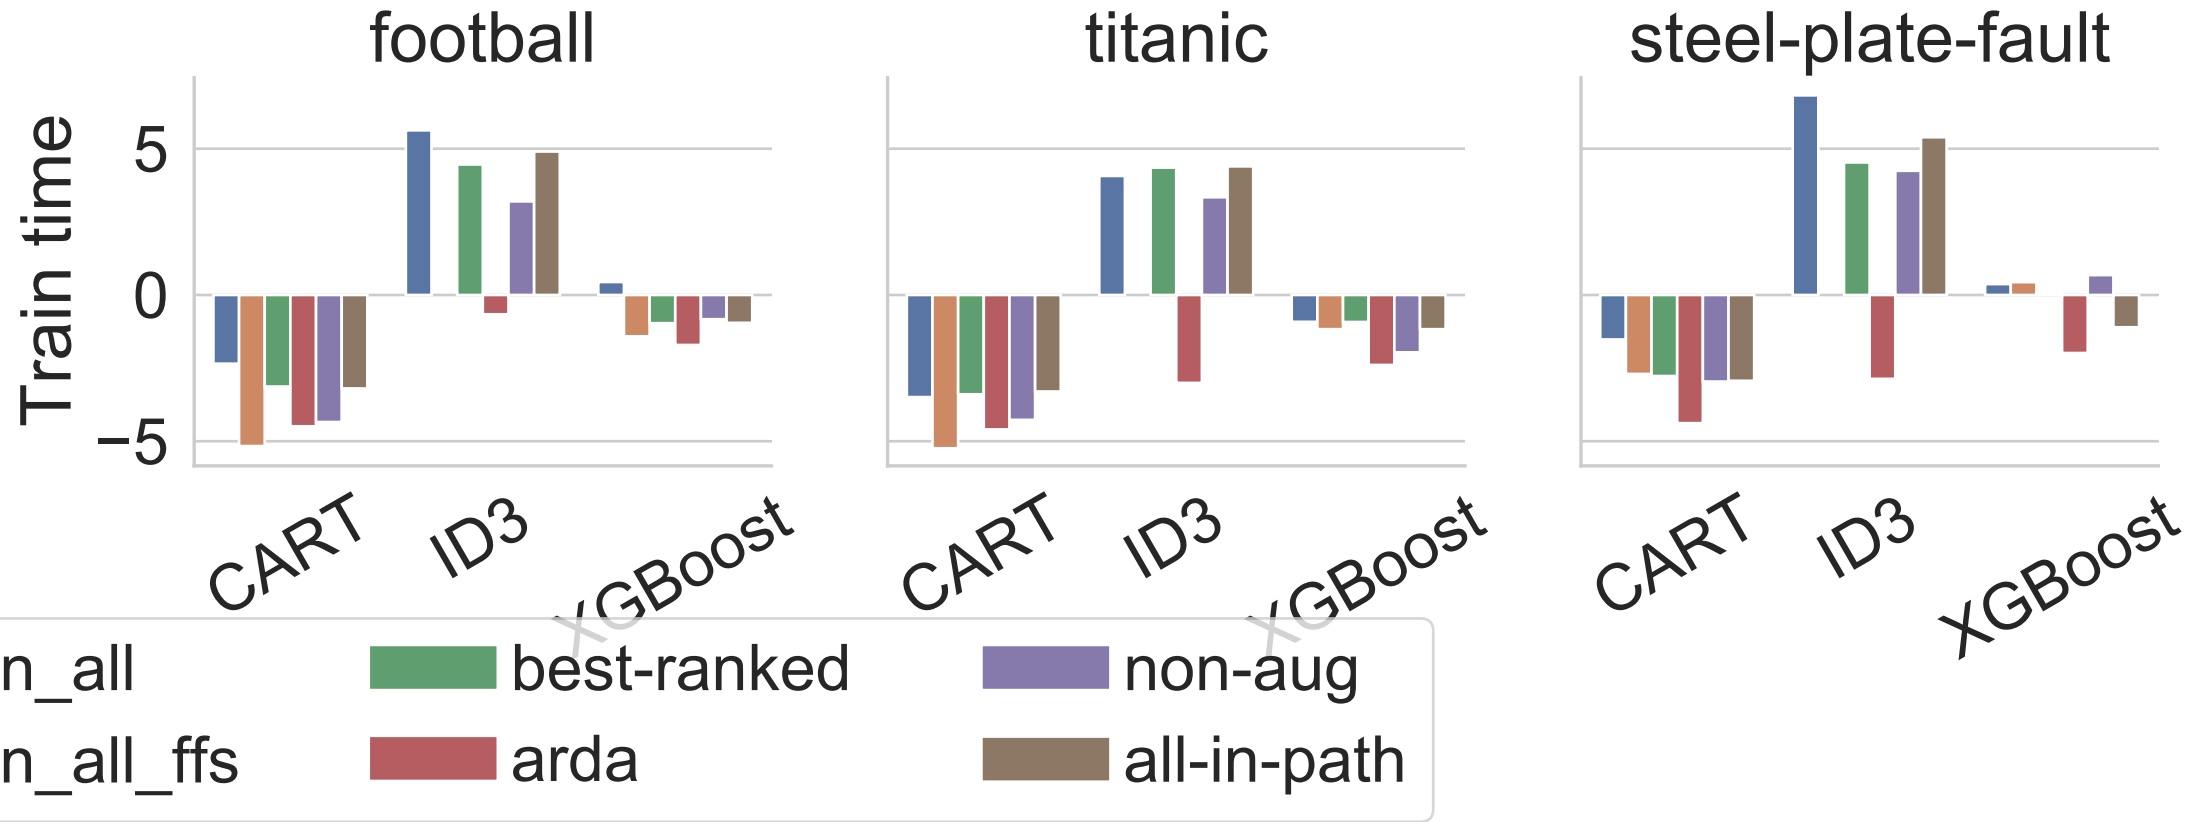 football titanic steel-plate-fault
Train time
5
0
−5
CART ID3 XGBoost CART ID3 XGBoost CART ID3 XGBoost
n_all best-ranked non-aug
n_all_ffs arda all-in-path